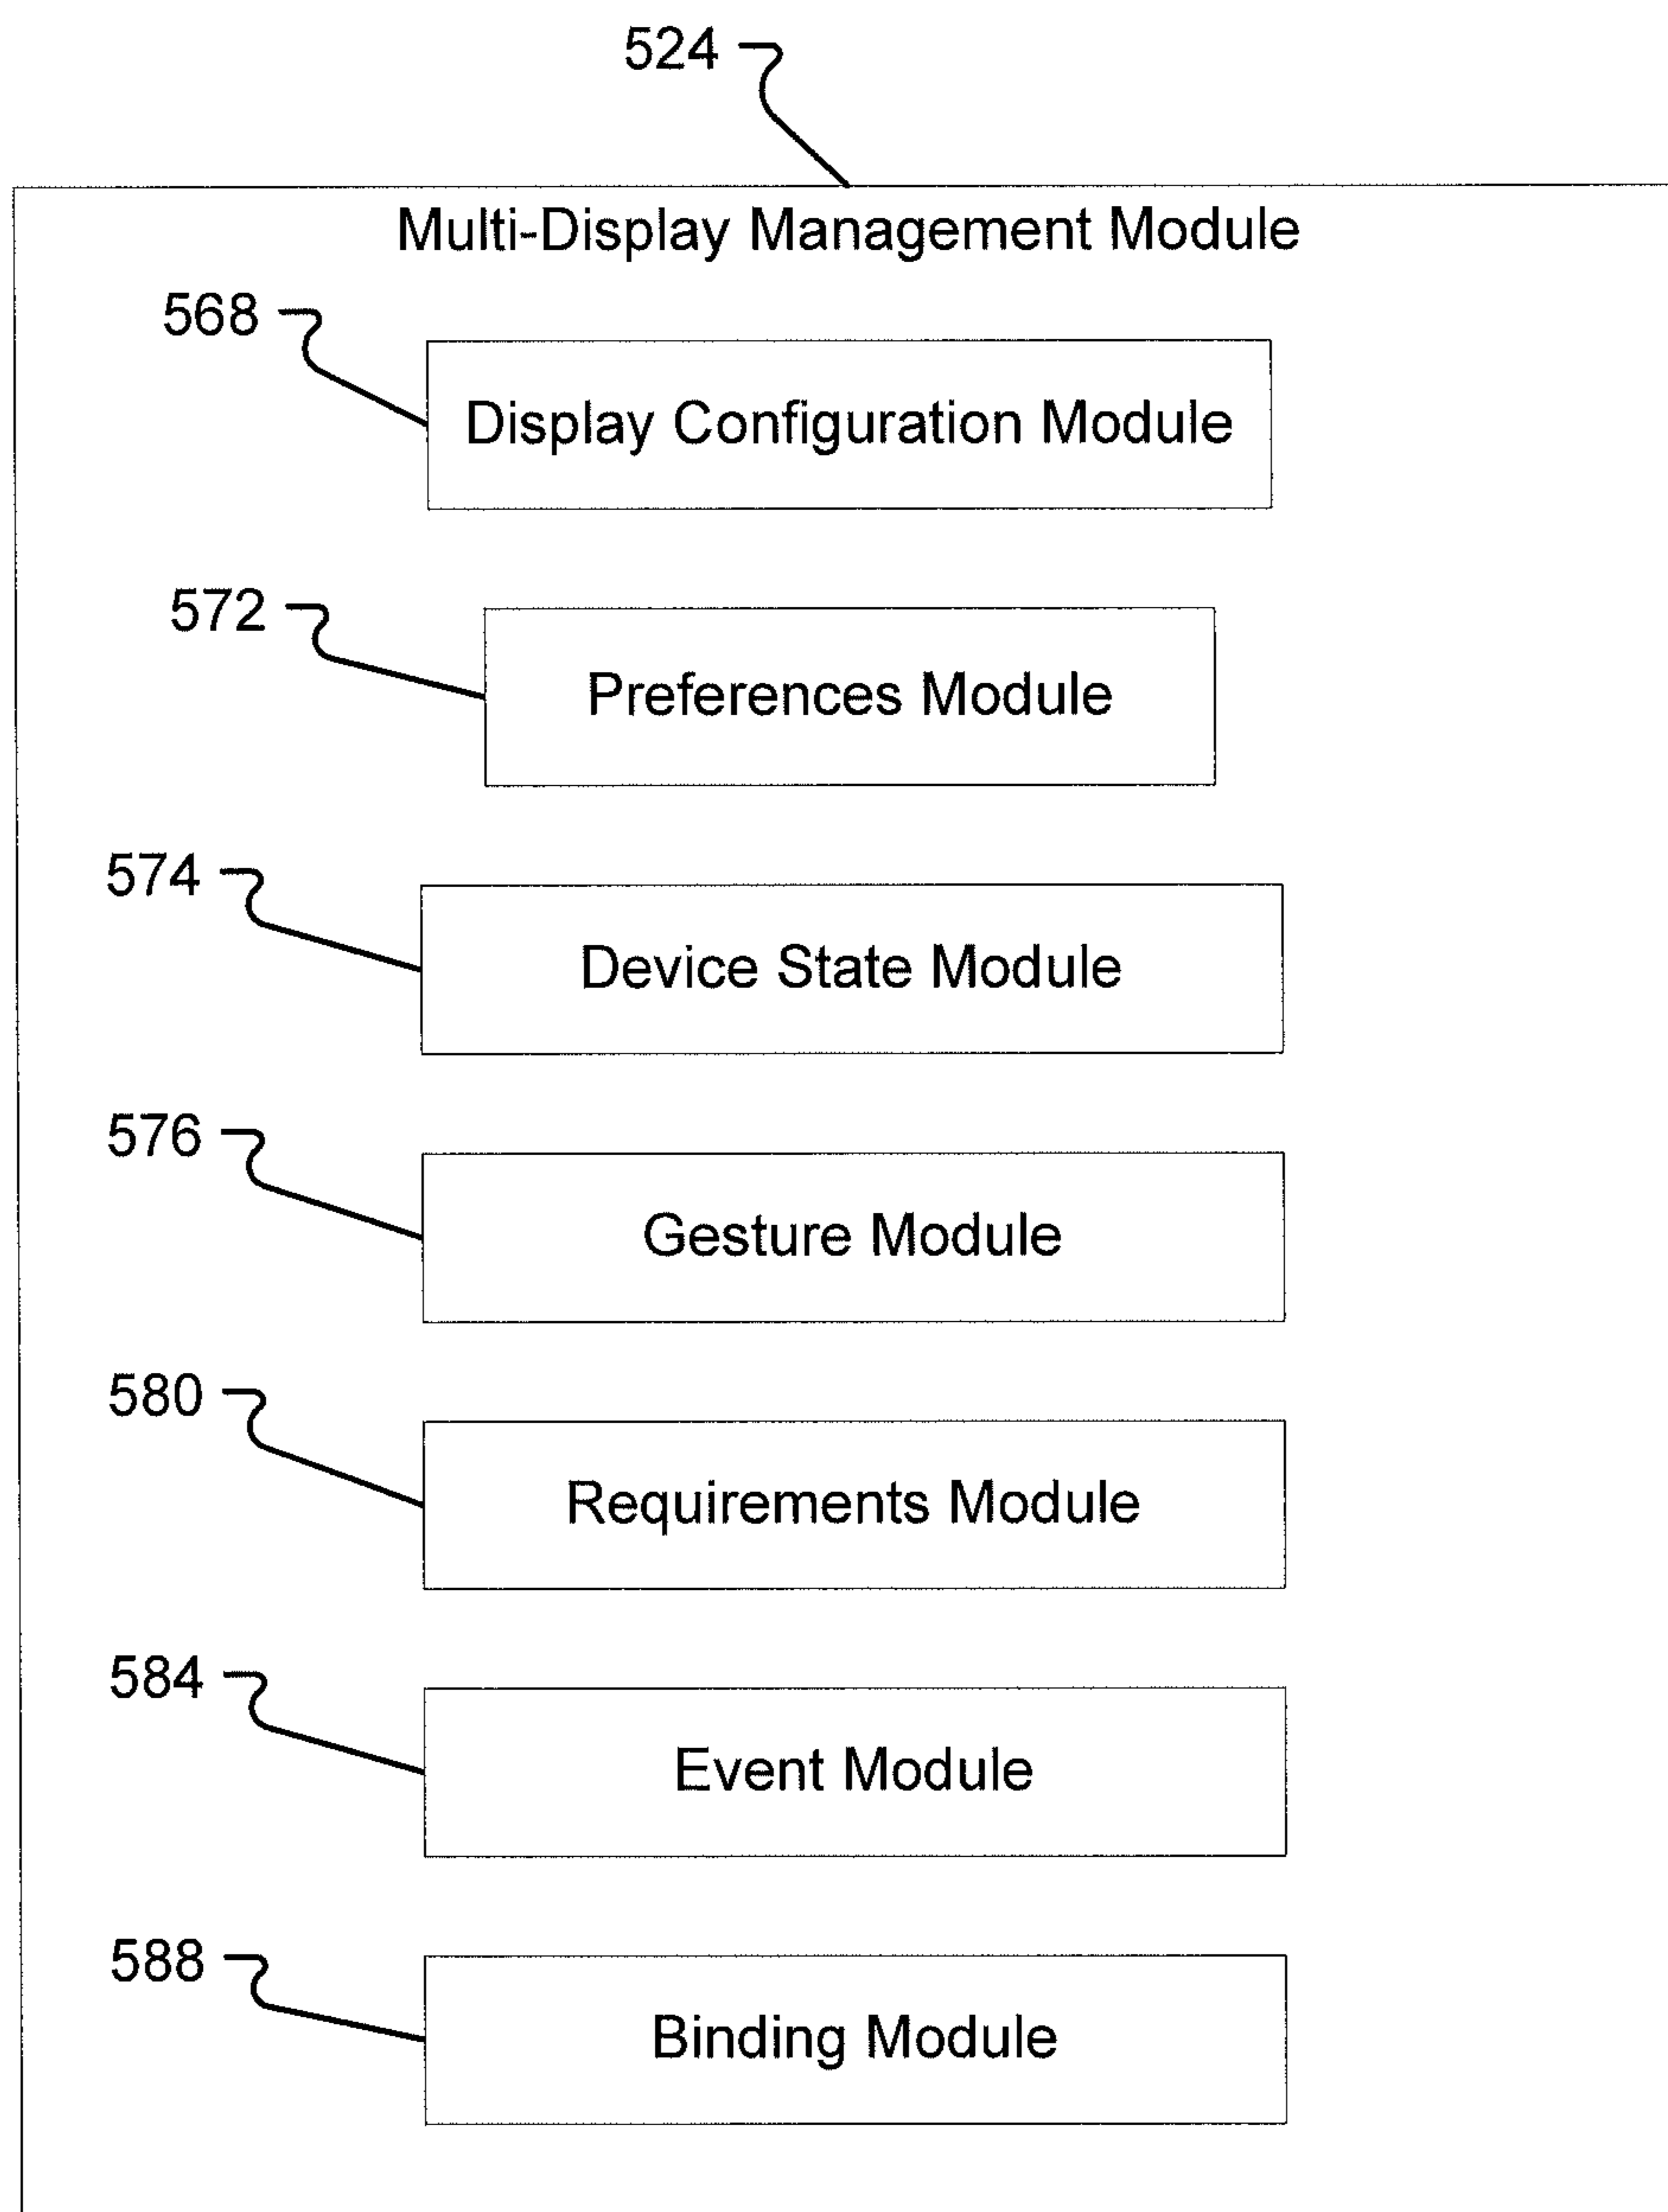 524
Multi-Display Management Module
568
Display Configuration Module
572
Preferences Module
574
Device State Module
576
Gesture Module
580
Requirements Module
584
Event Module
588
Binding Module